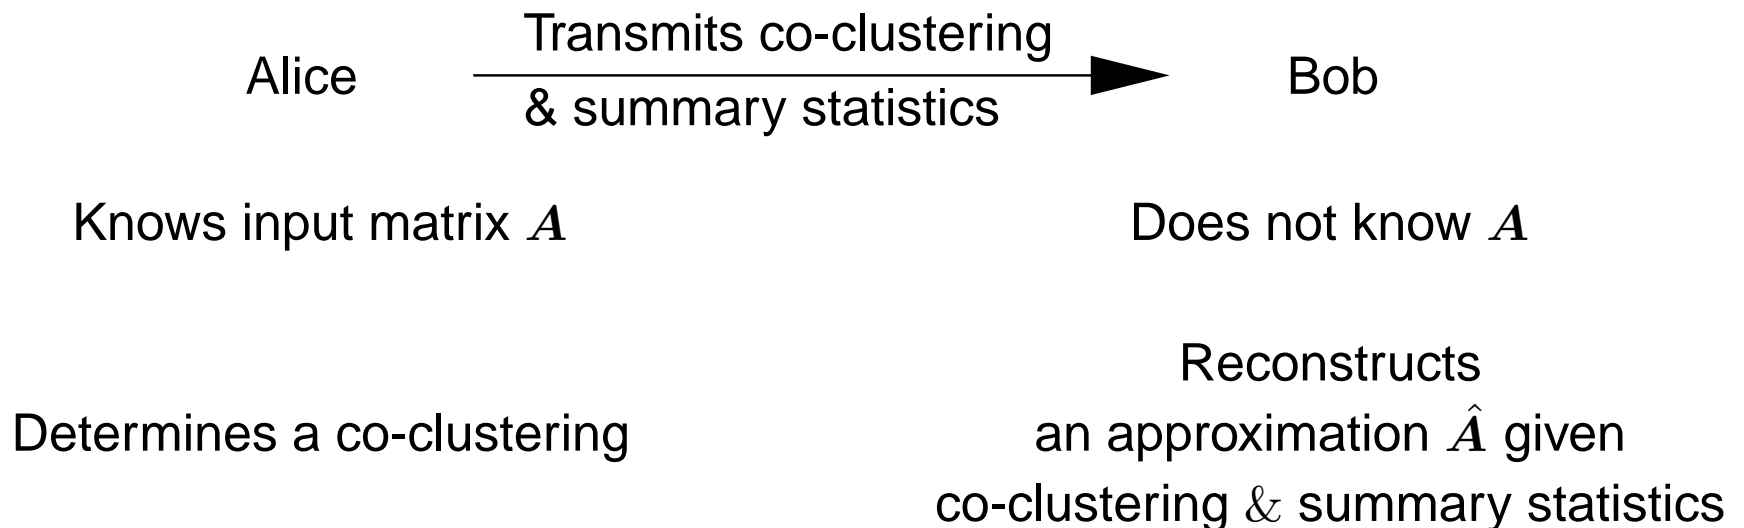 Transmits co-clustering
Alice
Bob
& summary statistics
Knows input matrix A
Does not know A
Reconstructs
Determines a co-clustering
an approximation Â given
co-clustering & summary statistics